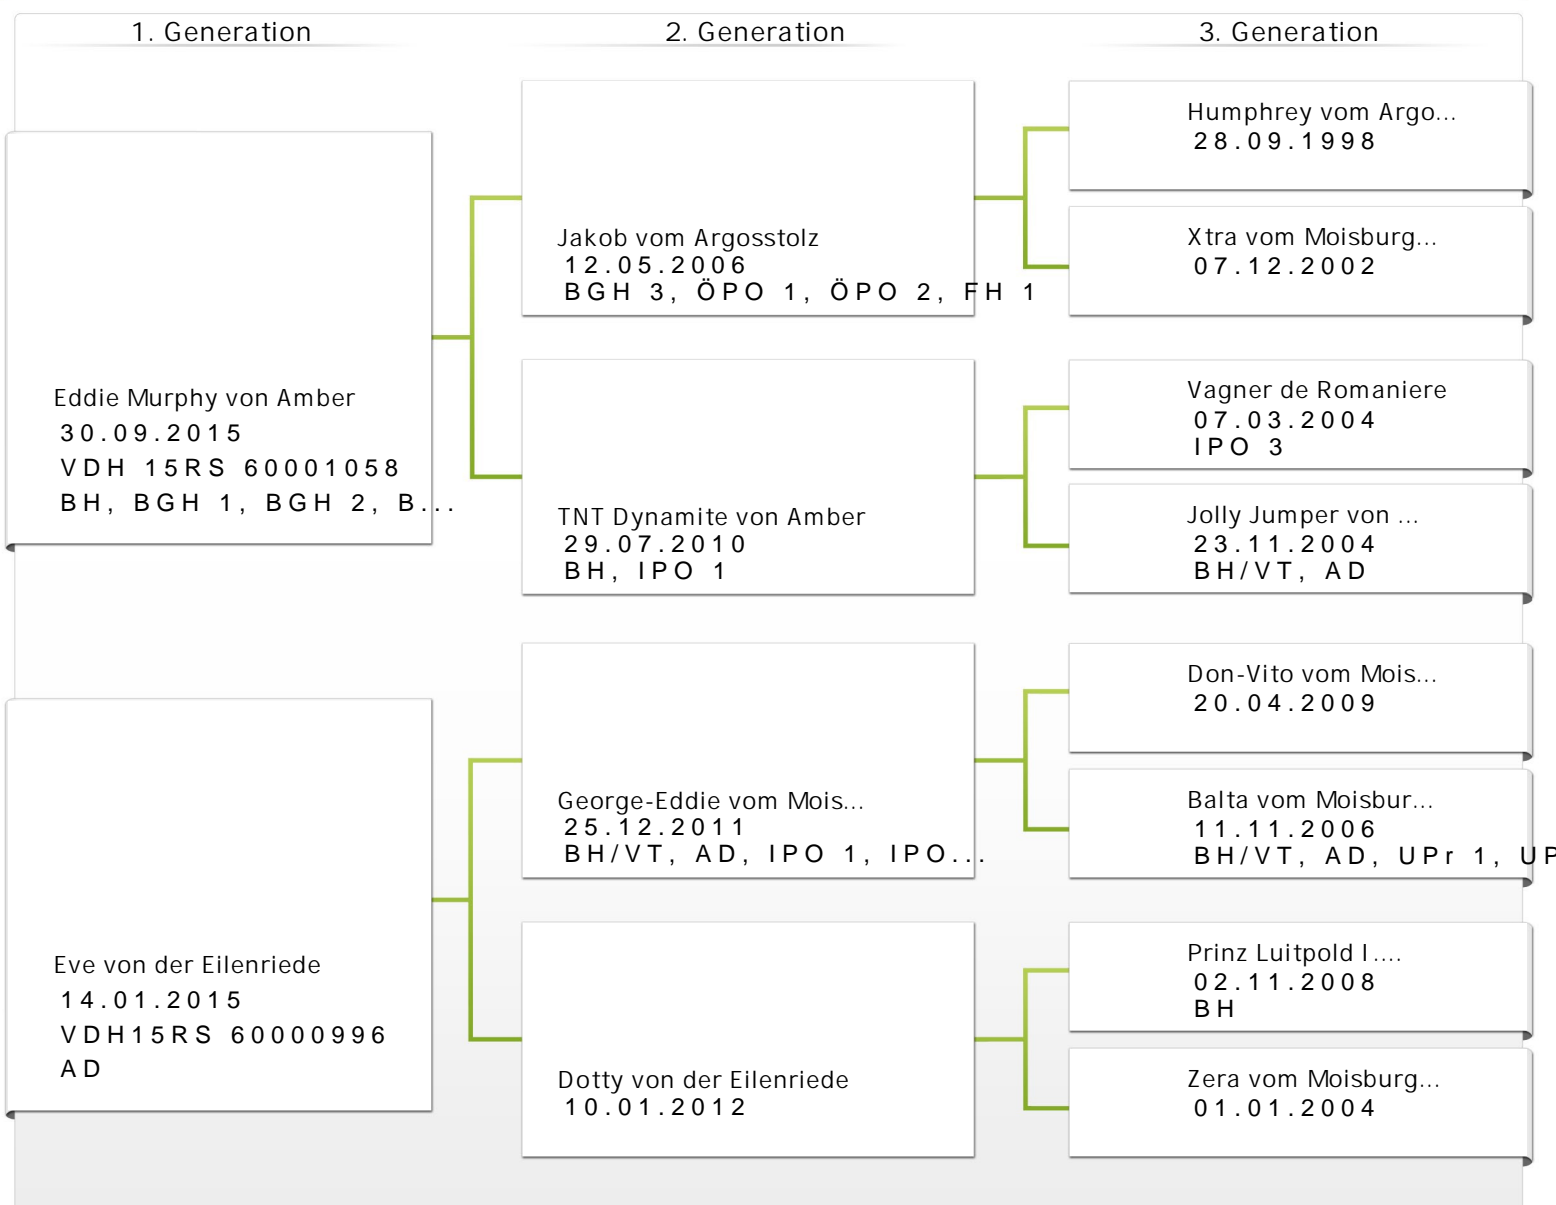 1. Generation
2. Generation
3. Generation
Eddie Murphy von Amber
30.09.2015
VDH 15RS 60001058
BH, BGH 1, BGH 2, B...
Eve von der Eilenriede
14.01.2015
VDH15RS 60000996
AD
Jakob vom Argosstolz
12.05.2006
BGH 3, ÖPO 1, ÖPO 2, FH 1
TNT Dynamite von Amber
29.07.2010
BH, IPO 1
George-Eddie vom Mois...
25.12.2011
BH/VT, AD, IPO 1, IPO...
Dotty von der Eilenriede
10.01.2012
Humphrey vom Argo...
28.09.1998
Xtra vom Moisburg...
07.12.2002
Vagner de Romaniere
07.03.2004
IPO 3
Jolly Jumper von ...
23.11.2004
BH/VT, AD
Don-Vito vom Mois...
20.04.2009
Balta vom Moisbur...
11.11.2006
BH/VT, AD, UPr 1, UP
Prinz Luitpold I....
02.11.2008
BH
Zera vom Moisburg...
01.01.2004